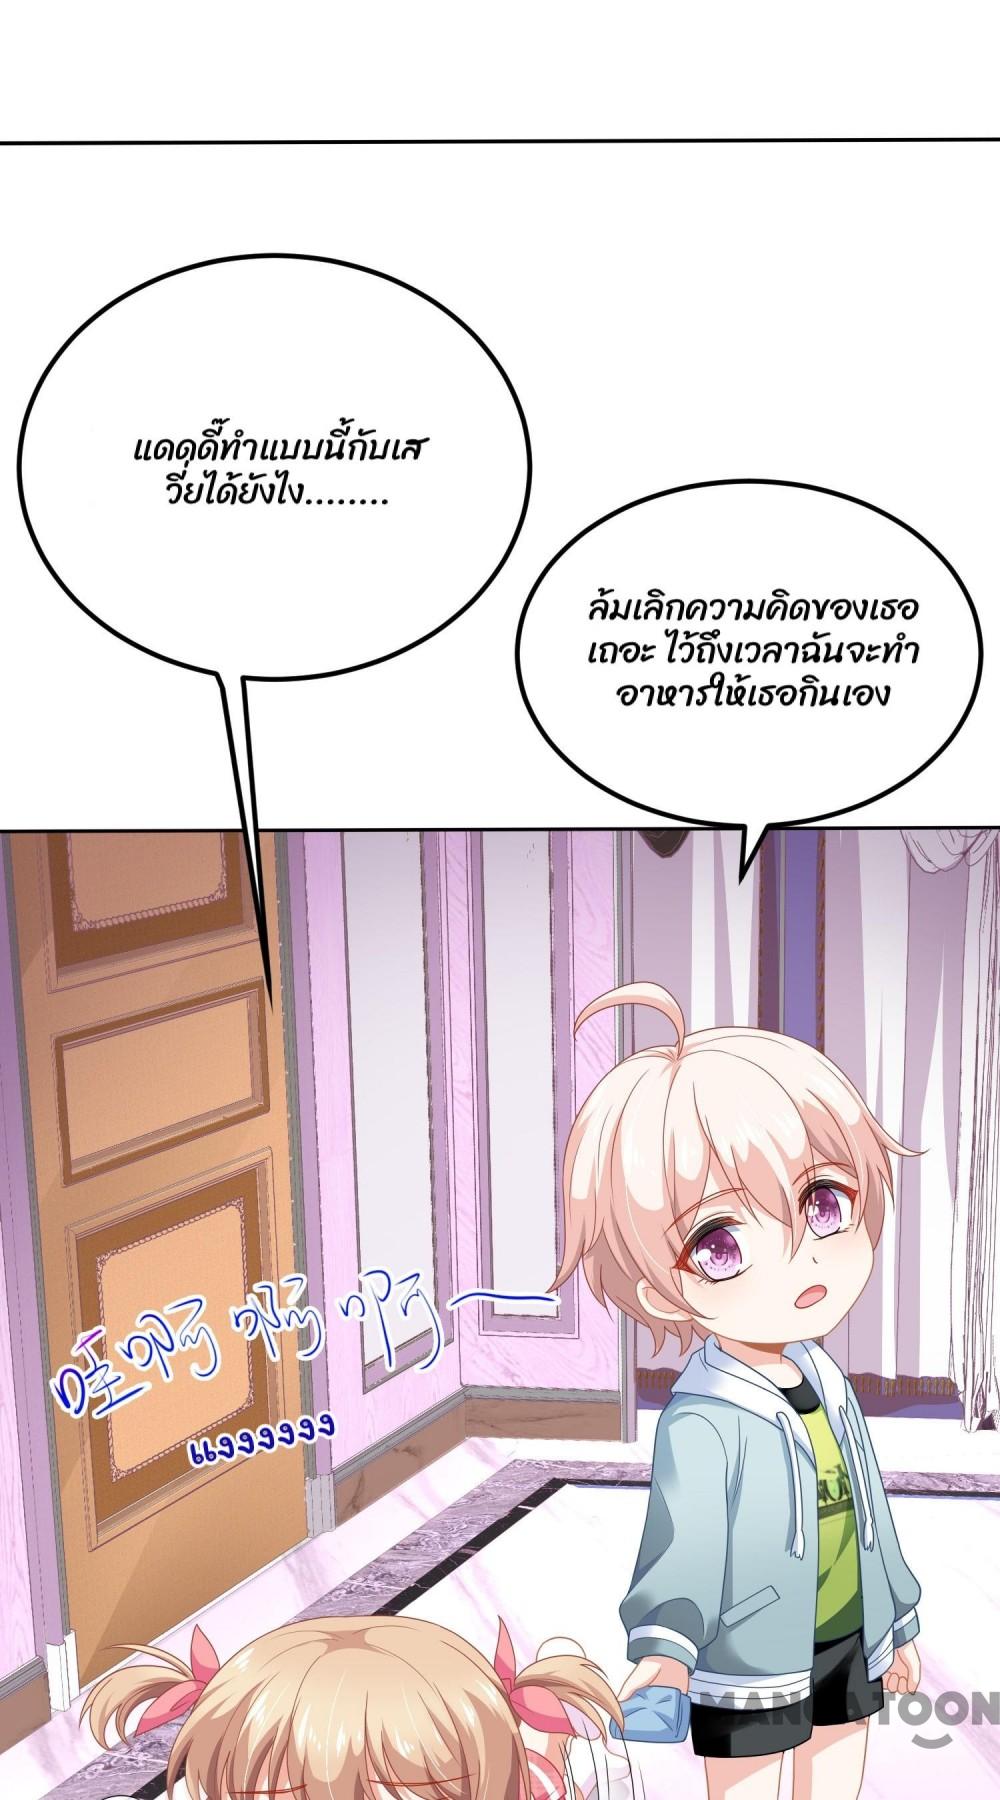 แดดดี๊ทำแบบนี้กับเส
วี่ยได้ยังไง........
ล้มเลิกความคิดของเธอ
เถอะ ไว้ถึงเวลาฉันจะทำ
อาหารให้เธอกินเอง
哇啊啊啊~
แงงงงงง
MANGATOON